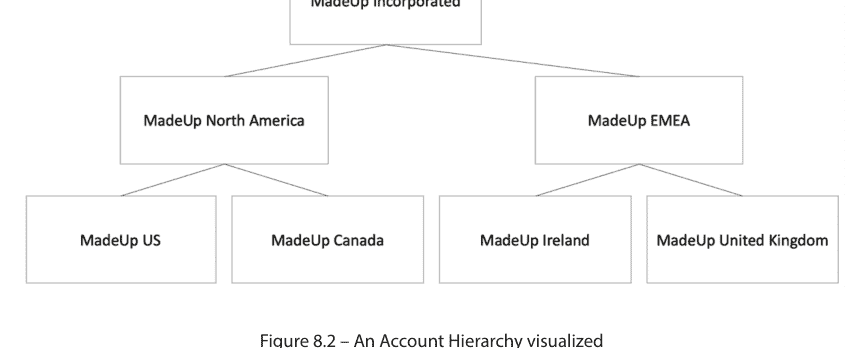 MadeUp Incorporated
MadeUp North America
MadeUp EMEA
MadeUp US
MadeUp Canada
MadeUp Ireland
MadeUp United Kingdom
Figure 8.2 – An Account Hierarchy visualized